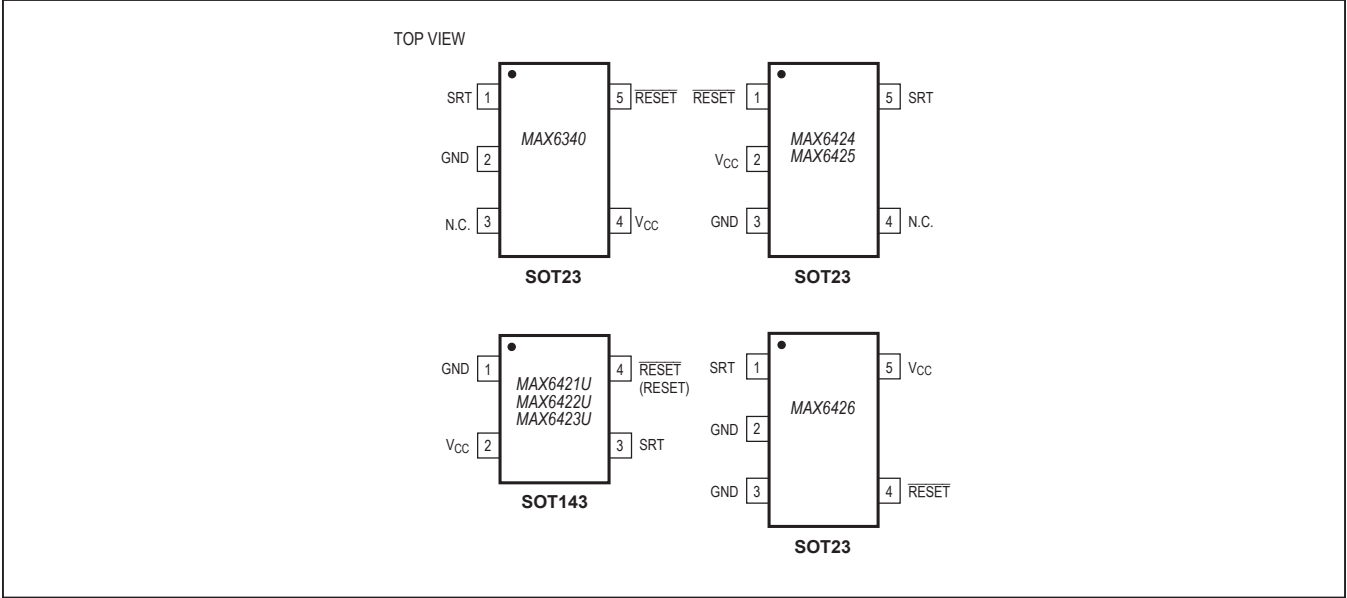 TOP VIEW
SRT 1
5 RESET
MAX6340
GND 2
N.C. 3
4 VCC
SOT23
RESET 1
5 SRT
MAX6424
MAX6425
VCC 2
GND 3
4 N.C.
SOT23
GND 1
4 RESET
(RESET)
MAX6421U
MAX6422U
MAX6423U
VCC 2
3 SRT
SOT143
SRT 1
5 VCC
MAX6426
GND 2
GND 3
4 RESET
SOT23